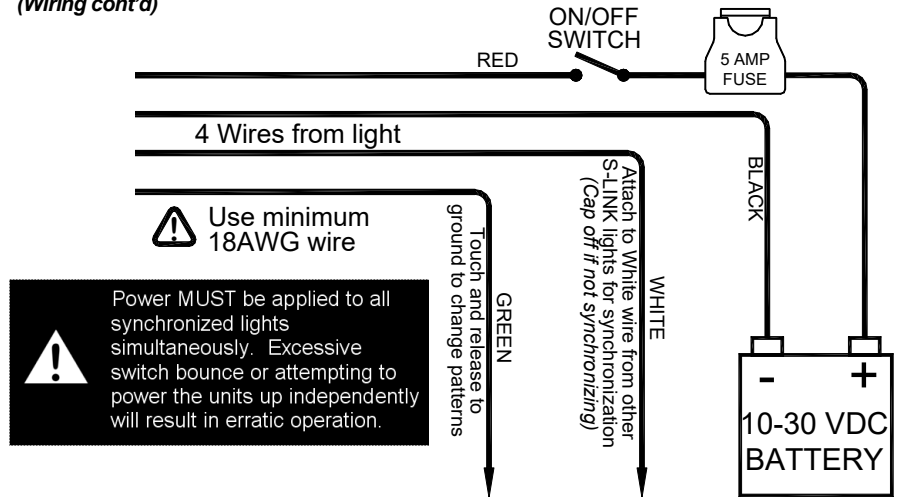 (Wiring cont'd)
ON/OFF
SWITCH
RED
5 AMP
FUSE
4 Wires from light
BLACK
Attach to White wire from other
S-LINK lights for synchronization
(Cap off if not synchronizing)
WHITE
Touch and release to
ground to change patterns
GREEN
Use minimum
18AWG wire
Power MUST be applied to all
synchronized lights
simultaneously. Excessive
switch bounce or attempting to
power the units up independently
will result in erratic operation.
- +
10-30 VDC
BATTERY